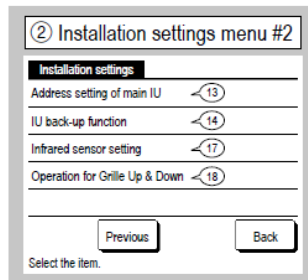 ② Installation settings menu #2
Installation settings
Address setting of main IU ⑬
IU back-up function ⑭
Infrared sensor setting ⑰
Operation for Grille Up & Down ⑱
Previous Back
Select the item.